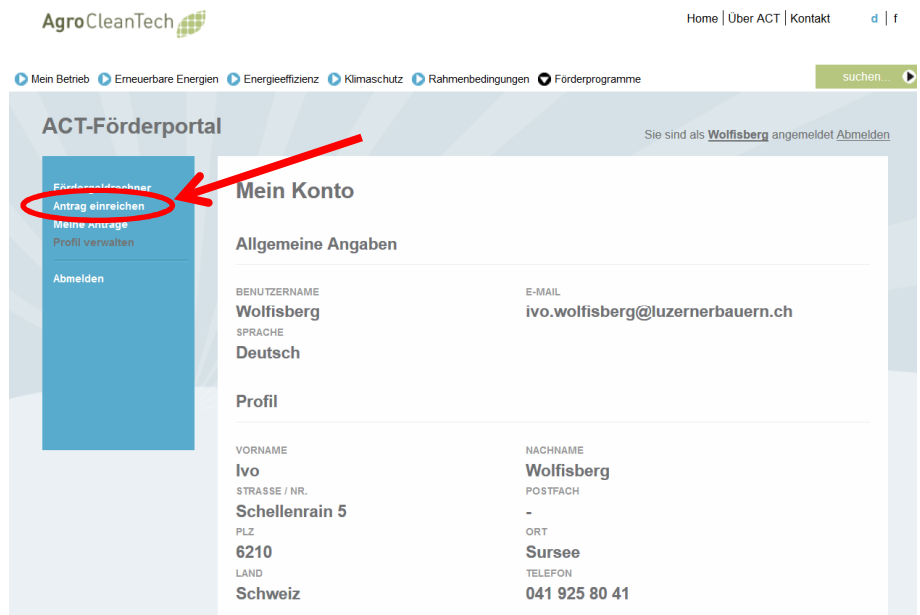 AgroCleanTech
Home | Über ACT | Kontakt d | f
Mein Betrieb Erneuerbare Energien Energieeffizienz Klimaschutz Rahmenbedingungen Förderprogramme
suchen...
ACT-Förderportal
Sie sind als Wolfisberg angemeldet Abmelden
Fördergeldrechner
Antrag einreichen
Meine Anträge
Profil verwalten
Abmelden
Mein Konto
Allgemeine Angaben
BENUTZERNAME
Wolfisberg
E-MAIL
ivo.wolfisberg@luzernerbauern.ch
SPRACHE
Deutsch
Profil
VORNAME
Ivo
NACHNAME
Wolfisberg
STRASSE / NR.
Schellenrain 5
POSTFACH
-
PLZ
6210
ORT
Sursee
LAND
Schweiz
TELEFON
041 925 80 41